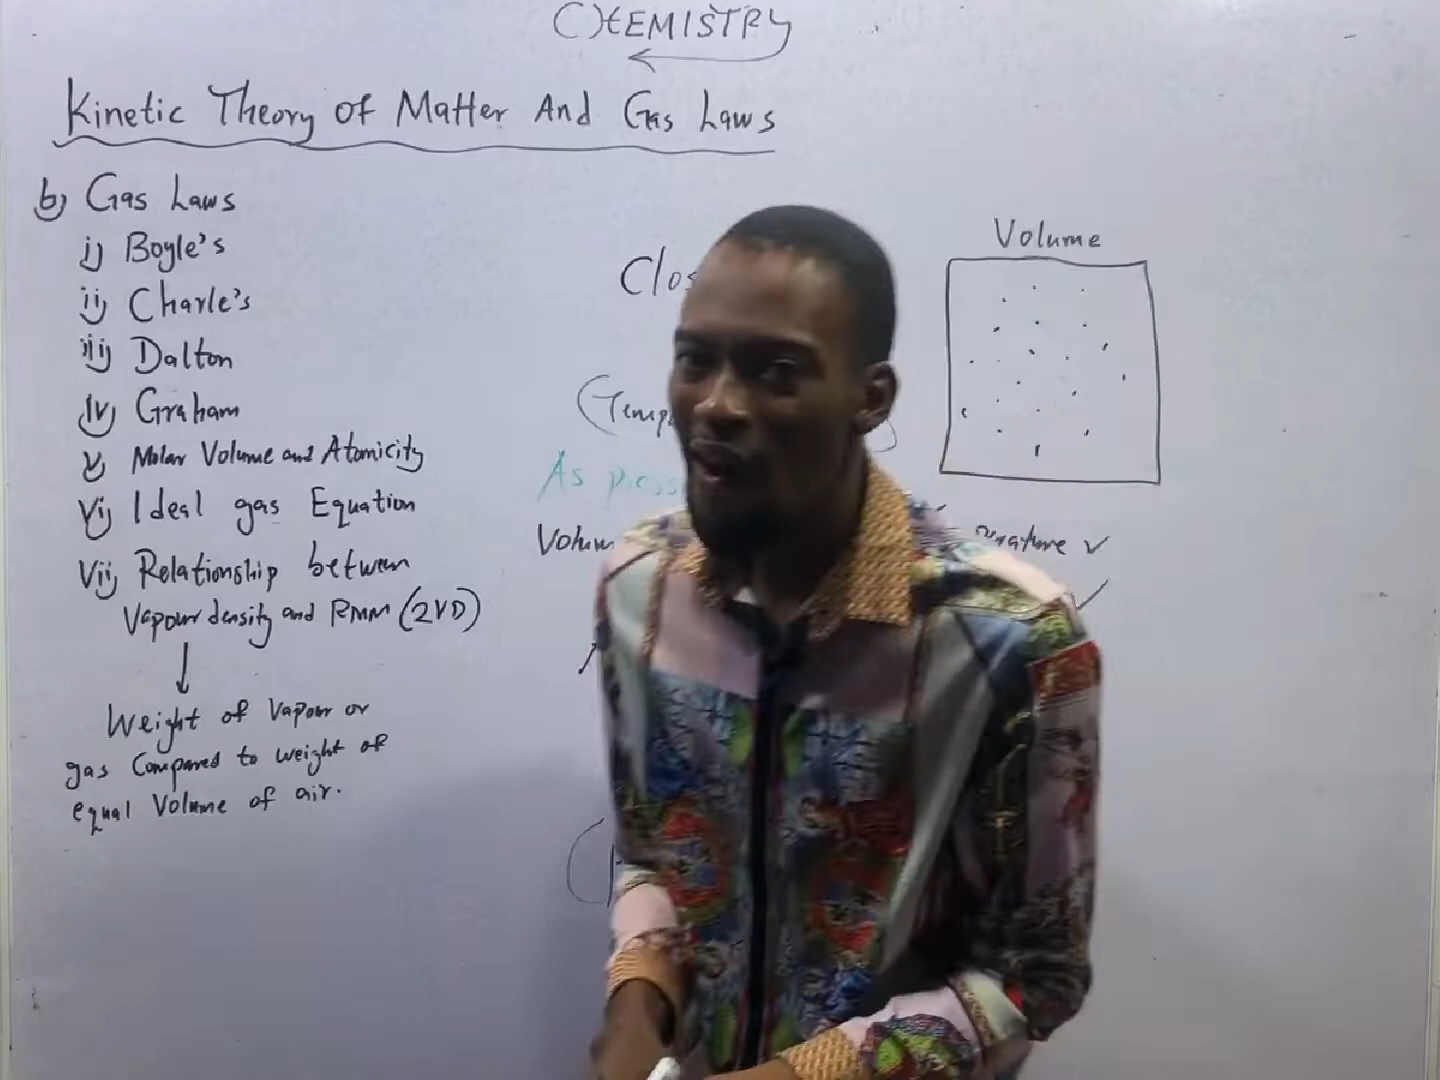 CHEMISTRY
Kinetic Theory of Matter And Gas Laws
b) Gas Laws
i) Boyle's
ii) Charle's
iii) Dalton
iv) Graham
v) Molar Volume and Atomicity
vi) Ideal gas Equation
vii) Relationship between
Vapour density and RMM (2VD)
Weight of Vapour or
gas Compared to weight of
equal Volume of air.
Volume
As